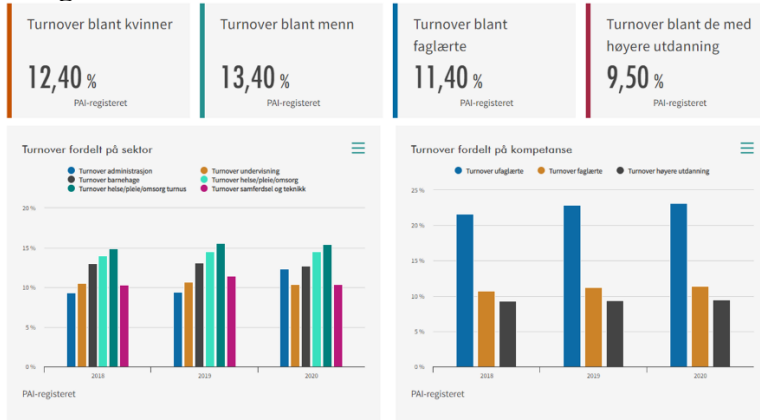 Turnover blant kvinner
12,40 %
PAI-registeret
Turnover blant menn
13,40 %
PAI-registeret
Turnover blant
faglærte
11,40 %
PAI-registeret
Turnover blant de med
høyere utdanning
9,50 %
PAI-registeret
Turnover fordelt på sektor
Turnover administrasjon
Turnover undervisning
Turnover barnehage
Turnover helse/pleie/omsorg
Turnover helse/pleie/omsorg turnus
Turnover samferdsel og teknikk
20 %
15 %
10 %
5 %
0 %
2018
2019
2020
PAI-registeret
Turnover fordelt på kompetanse
Turnover ufaglærte
Turnover faglærte
Turnover høyere utdanning
25 %
20 %
15 %
10 %
5 %
0 %
2018
2019
2020
PAI-registeret